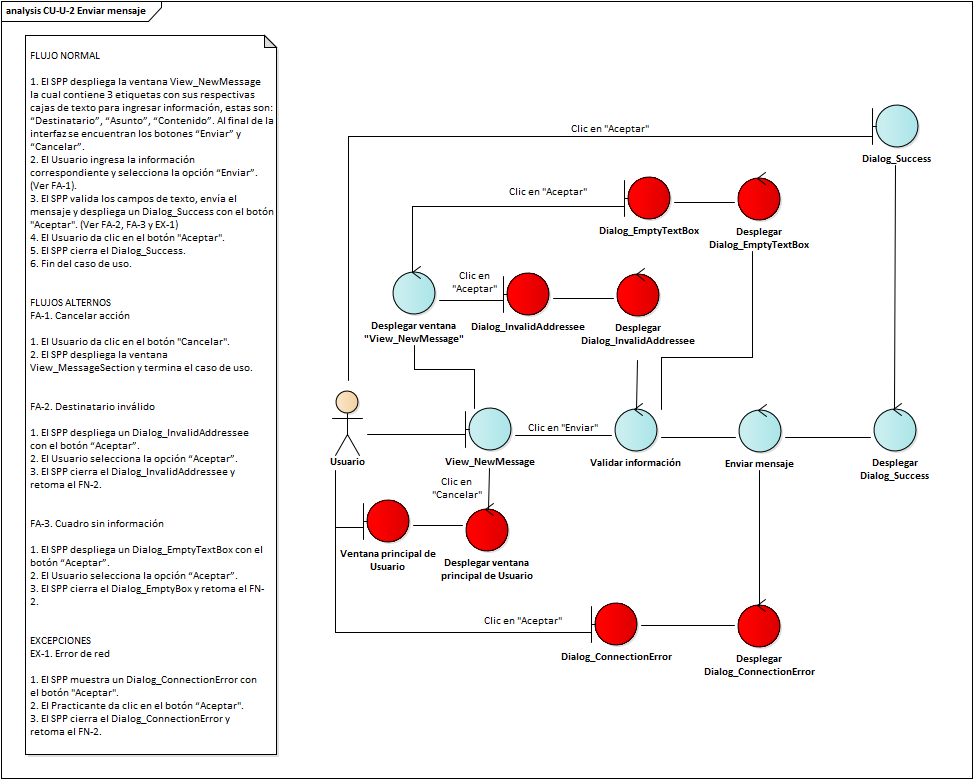 analysis CU-U-2 Enviar mensaje
FLUJO NORMAL
1. El SPP despliega la ventana View_NewMessage
la cual contiene 3 etiquetas con sus respectivas
cajas de texto para ingresar información, estas son:
“Destinatario”, “Asunto”, “Contenido”. Al final de la
interfaz se encuentran los botones “Enviar” y
“Cancelar”.
2. El Usuario ingresa la información
correspondiente y selecciona la opción “Enviar”.
(Ver FA-1).
3. El SPP valida los campos de texto, envía el
mensaje y despliega un Dialog_Success con el botón
"Aceptar". (Ver FA-2, FA-3 y EX-1)
4. El Usuario da clic en el botón "Aceptar".
5. El SPP cierra el Dialog_Success.
6. Fin del caso de uso.
FLUJOS ALTERNOS
FA-1. Cancelar acción
1. El Usuario da clic en el botón "Cancelar".
2. El SPP despliega la ventana
View_MessageSection y termina el caso de uso.
FA-2. Destinatario inválido
1. El SPP despliega un Dialog_InvalidAddressee
con el botón “Aceptar”.
2. El Usuario selecciona la opción “Aceptar”.
3. El SPP cierra el Dialog_InvalidAddressee y
retoma el FN-2.
FA-3. Cuadro sin información
1. El SPP despliega un Dialog_EmptyTextBox con el
botón “Aceptar”.
2. El Usuario selecciona la opción “Aceptar”.
3. El SPP cierra el Dialog_EmptyBox y retoma el FN-
2.
EXCEPCIONES
EX-1. Error de red
1. El SPP muestra un Dialog_ConnectionError con
el botón "Aceptar".
2. El Practicante da clic en el botón “Aceptar”.
3. El SPP cierra el Dialog_ConnectionError y
retoma el FN-2.
Clic en "Aceptar"
Dialog_Success
Clic en "Aceptar"
Dialog_EmptyTextBox
Desplegar
Dialog_EmptyTextBox
Clic en
"Aceptar"
Desplegar ventana
"View_NewMessage"
Dialog_InvalidAddressee
Desplegar
Dialog_InvalidAddressee
Usuario
View_NewMessage
Clic en "Enviar"
Validar información
Enviar mensaje
Desplegar
Dialog_Success
Clic en
"Cancelar"
Ventana principal de
Usuario
Desplegar ventana
principal de Usuario
Clic en "Aceptar"
Dialog_ConnectionError
Desplegar
Dialog_ConnectionError